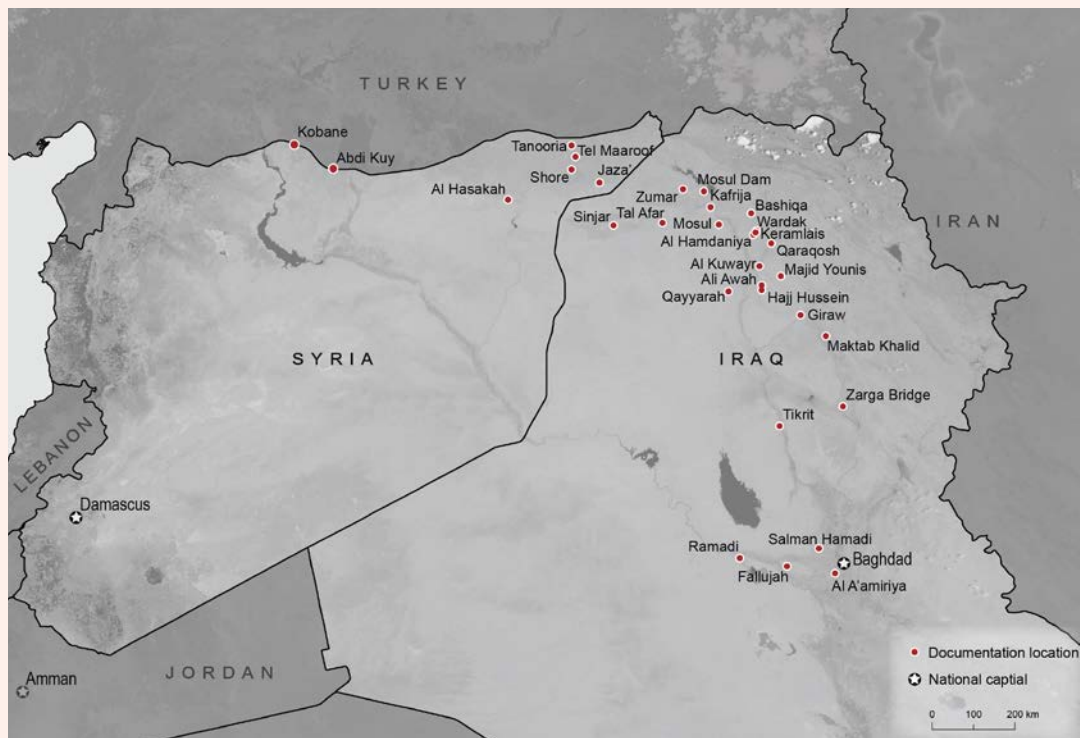 TURKEY
Kobane
Abdi Kuy
Tanooria
Tel Maaroof
Shore
Jaza'
Al Hasakah
Mosul Dam
Zumar
Kafrija
Bashiqa
Sinjar
Tal Afar
Mosul
Wardak
Keramlais
Al Hamdaniya
Qaraqosh
IRAN
Al Kuwayr
Majid Younis
Ali Awah
Qayyarah
Hajj Hussein
Giraw
Maktab Khalid
SYRIA
IRAQ
Zarga Bridge
Tikrit
LEBANON
Damascus
Salman Hamadi
Ramadi
Baghdad
Fallujah
Al A'amiriya
JORDAN
Amman
Documentation location
National captial
0 100 200 km